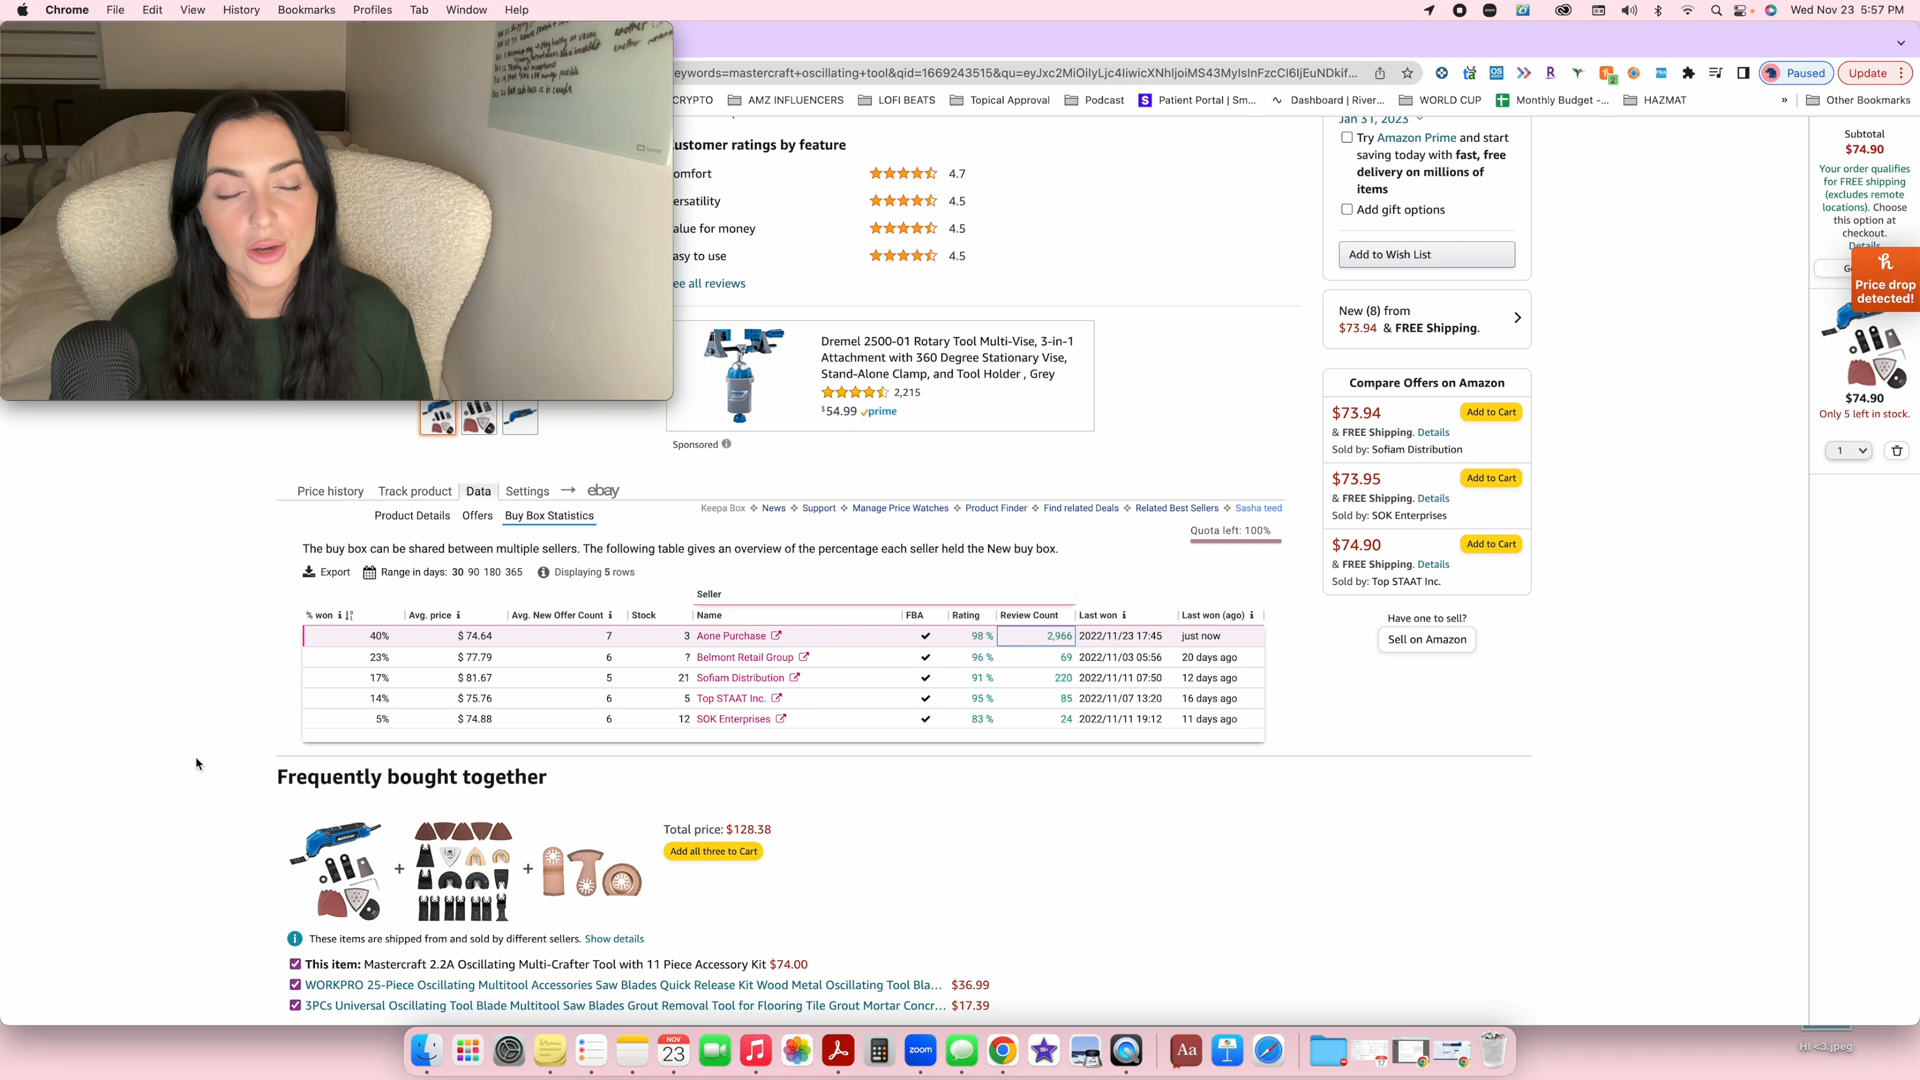 Chrome File Edit View History Bookmarks Profiles Tab Window Help Wed Nov 23 5:57 PM
eywords=mastercraft+oscillating+tool&qid=1669243515&qu=eyJxc2MiOiIyLjc4IiwicXNhIjoiMS43MyIsInFzcCI6IjEuNDkif... Paused Update
CRYPTO AMZ INFLUENCERS LOFI BEATS Topical Approval Podcast Patient Portal | Sm... Dashboard | River... WORLD CUP Monthly Budget -... HAZMAT » Other Bookmarks
another
ustomer ratings by feature
omfort 4.7
ersatility 4.5
alue for money 4.5
asy to use 4.5
ee all reviews
Dremel 2500-01 Rotary Tool Multi-Vise, 3-in-1
Attachment with 360 Degree Stationary Vise,
Stand-Alone Clamp, and Tool Holder , Grey
2,215
$54.99 prime
Sponsored
Jan 31, 2023
Try Amazon Prime and start
saving today with fast, free
delivery on millions of
items
Add gift options
Add to Wish List
New (8) from
$73.94 & FREE Shipping.
Compare Offers on Amazon
$73.94 Add to Cart
& FREE Shipping. Details
Sold by: Sofiam Distribution
$73.95 Add to Cart
& FREE Shipping. Details
Sold by: SOK Enterprises
$74.90 Add to Cart
& FREE Shipping. Details
Sold by: Top STAAT Inc.
Have one to sell?
Sell on Amazon
Subtotal
$74.90
Your order qualifies
for FREE shipping
(excludes remote
locations). Choose
this option at
checkout.
Details
G
Price drop
detected!
$74.90
Only 5 left in stock.
1
Price history Track product Data Settings → ebay
Product Details Offers Buy Box Statistics
Keepa Box News Support Manage Price Watches Product Finder Find related Deals Related Best Sellers Sasha teed
Quota left: 100%
The buy box can be shared between multiple sellers. The following table gives an overview of the percentage each seller held the New buy box.
Export Range in days: 30 90 180 365 Displaying 5 rows
Seller
% won Avg. price Avg. New Offer Count Stock Name FBA Rating Review Count Last won Last won (ago)
40% $ 74.64 7 3 Aone Purchase ✔ 98 % 2,966 2022/11/23 17:45 just now
23% $ 77.79 6 ? Belmont Retail Group ✔ 96 % 69 2022/11/03 05:56 20 days ago
17% $ 81.67 5 21 Sofiam Distribution ✔ 91 % 220 2022/11/11 07:50 12 days ago
14% $ 75.76 6 5 Top STAAT Inc. ✔ 95 % 85 2022/11/07 13:20 16 days ago
5% $ 74.88 6 12 SOK Enterprises ✔ 83 % 24 2022/11/11 19:12 11 days ago
Frequently bought together
Total price: $128.38
Add all three to Cart
These items are shipped from and sold by different sellers. Show details
This item: Mastercraft 2.2A Oscillating Multi-Crafter Tool with 11 Piece Accessory Kit $74.00
WORKPRO 25-Piece Oscillating Multitool Accessories Saw Blades Quick Release Kit Wood Metal Oscillating Tool Bla... $36.99
3PCs Universal Oscillating Tool Blade Multitool Saw Blades Grout Removal Tool for Flooring Tile Grout Mortar Concr... $17.39
NOV
23
zoom
Aa
HI <3.jpeg